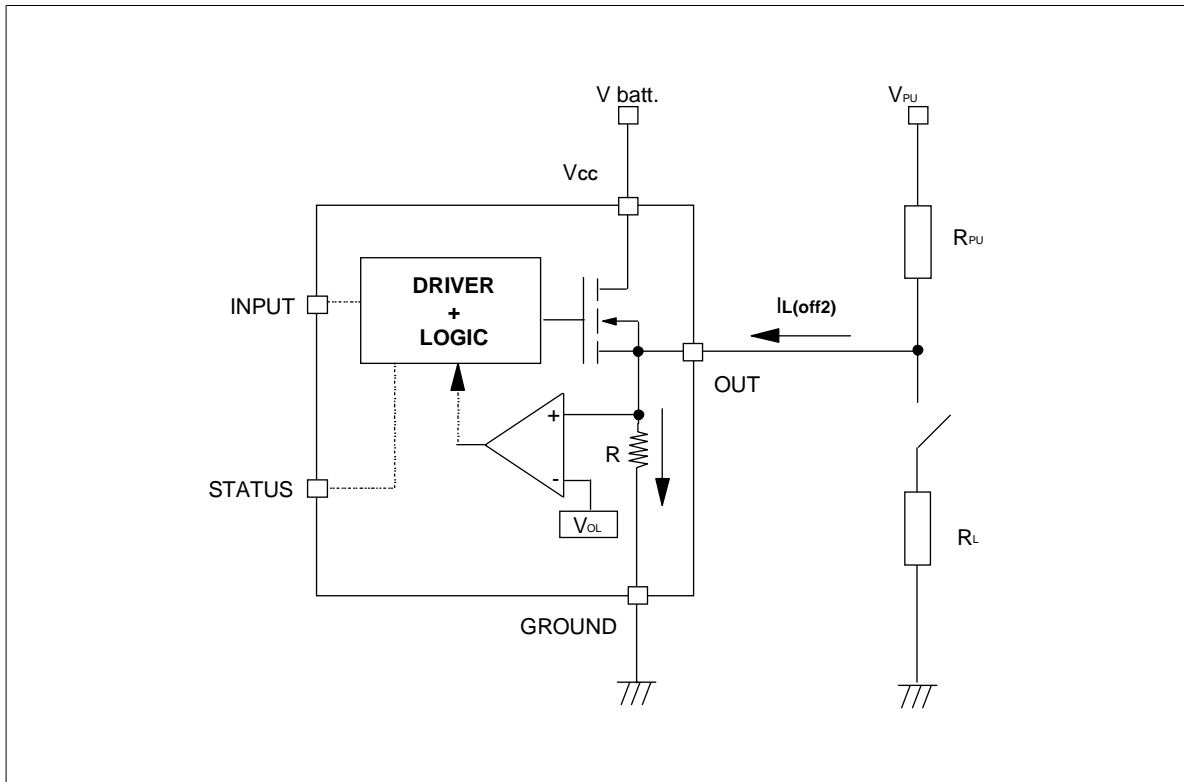 V batt.
VPU
Vcc
RPU
DRIVER
+
LOGIC
INPUT
IL(off2)
OUT
+
R
-
STATUS
VOL
RL
GROUND